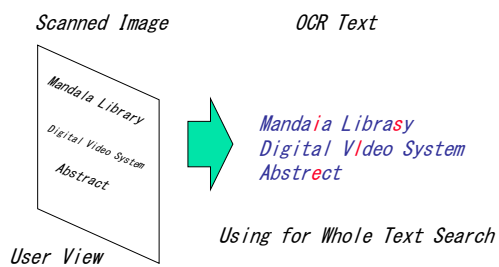 Scanned Image
OCR Text
Mandala Library
Digital Video System
Abstract
Mandaia Librasy
Digital Vldeo System
Abstrect
Using for Whole Text Search
User View